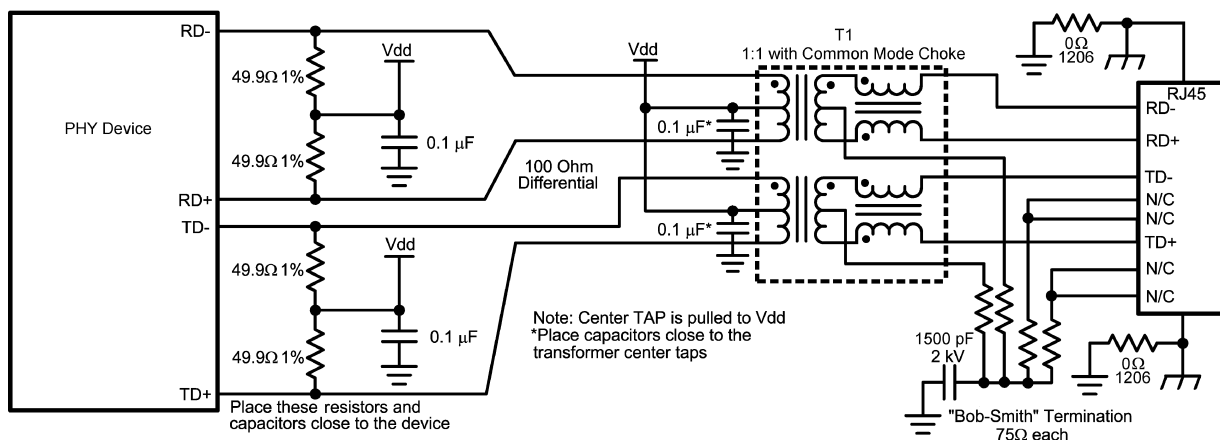 PHY Device
RD-
RD+
TD-
TD+
49.9Ω 1%
49.9Ω 1%
Vdd
0.1 µF
49.9Ω 1%
49.9Ω 1%
Vdd
0.1 µF
Place these resistors and
capacitors close to the device
100 Ohm
Differential
Vdd
0.1 µF*
0.1 µF*
Note: Center TAP is pulled to Vdd
*Place capacitors close to the
transformer center taps
T1
1:1 with Common Mode Choke
0Ω
1206
RJ45
RD-
RD+
TD-
N/C
N/C
TD+
N/C
N/C
0Ω
1206
1500 pF
2 kV
"Bob-Smith" Termination
75Ω each